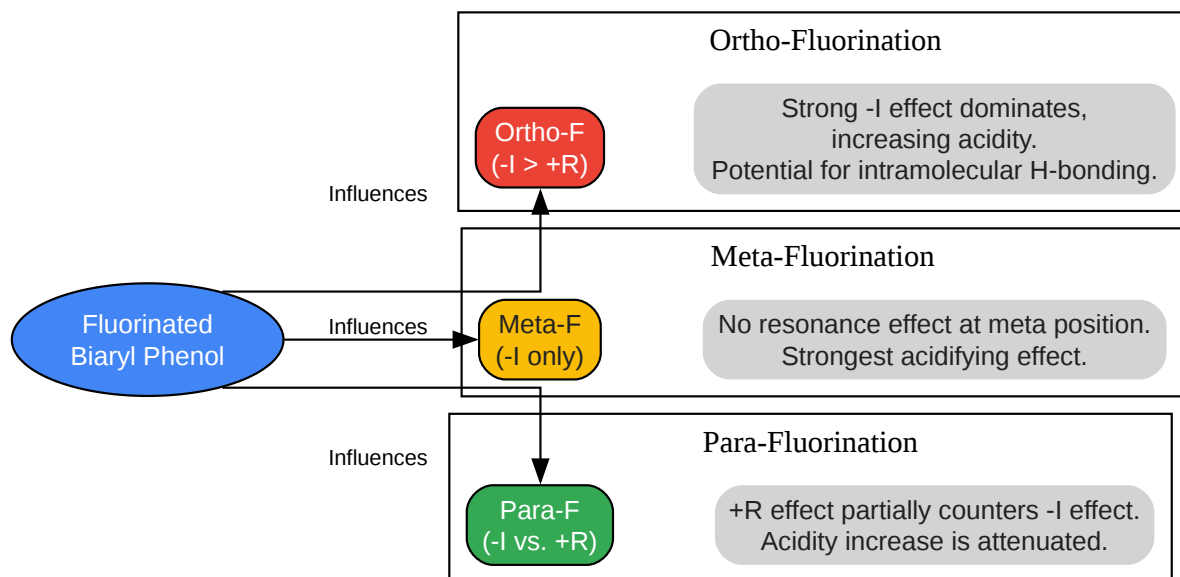 Ortho-Fluorination
Ortho-F
(-I > +R)
Strong -I effect dominates,
increasing acidity.
Potential for intramolecular H-bonding.
Influences
Meta-Fluorination
Fluorinated
Biaryl Phenol
Influences
Meta-F
(-I only)
No resonance effect at meta position.
Strongest acidifying effect.
Para-Fluorination
Influences
Para-F
(-I vs. +R)
+R effect partially counters -I effect.
Acidity increase is attenuated.